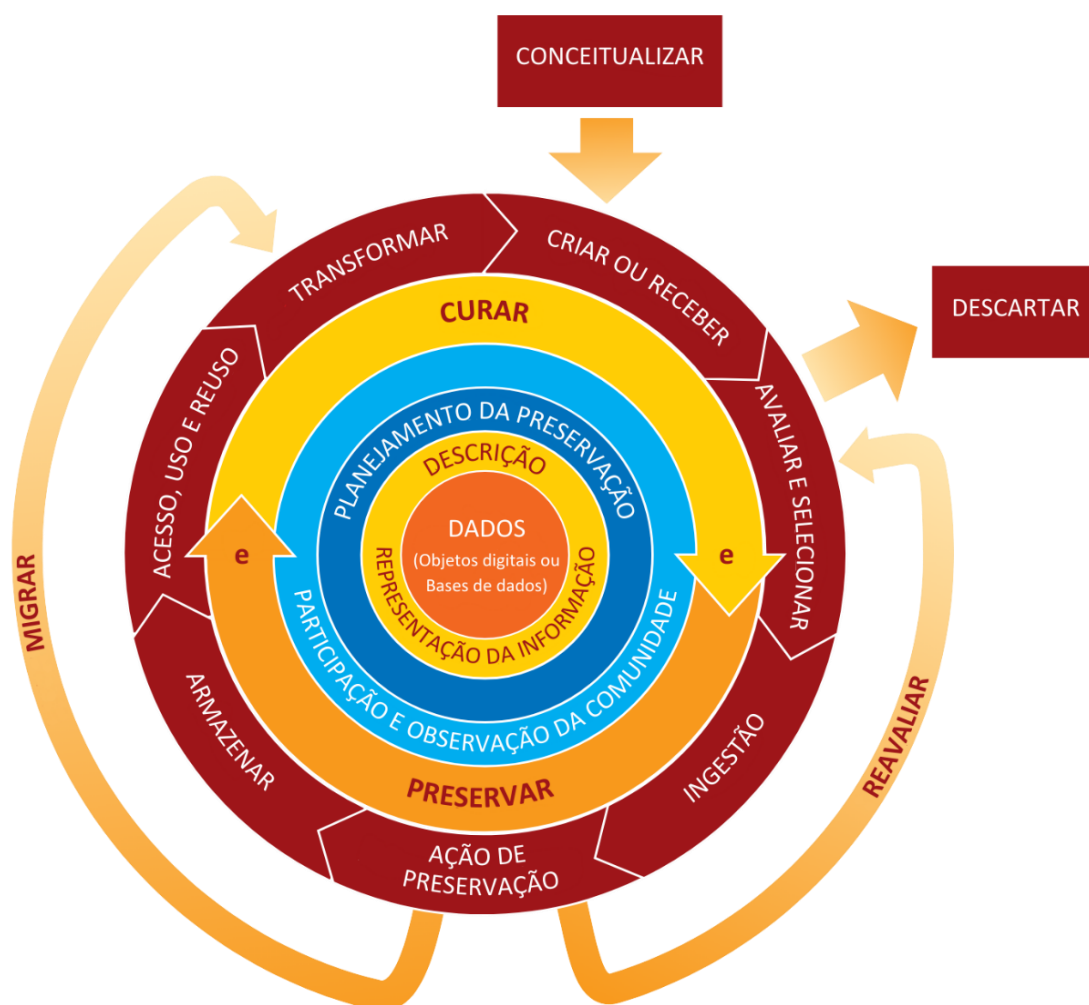 CONCEITUALIZAR
DESCARTAR
TRANSFORMAR
CRIAR OU RECEBER
AVALIAR E SELECIONAR
INGESTÃO
AÇÃO DE
PRESERVAÇÃO
ARMAZENAR
ACESSO, USO E REUSO
MIGRAR
REAVALIAR
CURAR
e
PRESERVAR
e
PARTICIPAÇÃO E OBSERVAÇÃO DA COMUNIDADE
PLANEJAMENTO DA PRESERVAÇÃO
DESCRIÇÃO
REPRESENTAÇÃO DA INFORMAÇÃO
DADOS
(Objetos digitais ou
Bases de dados)